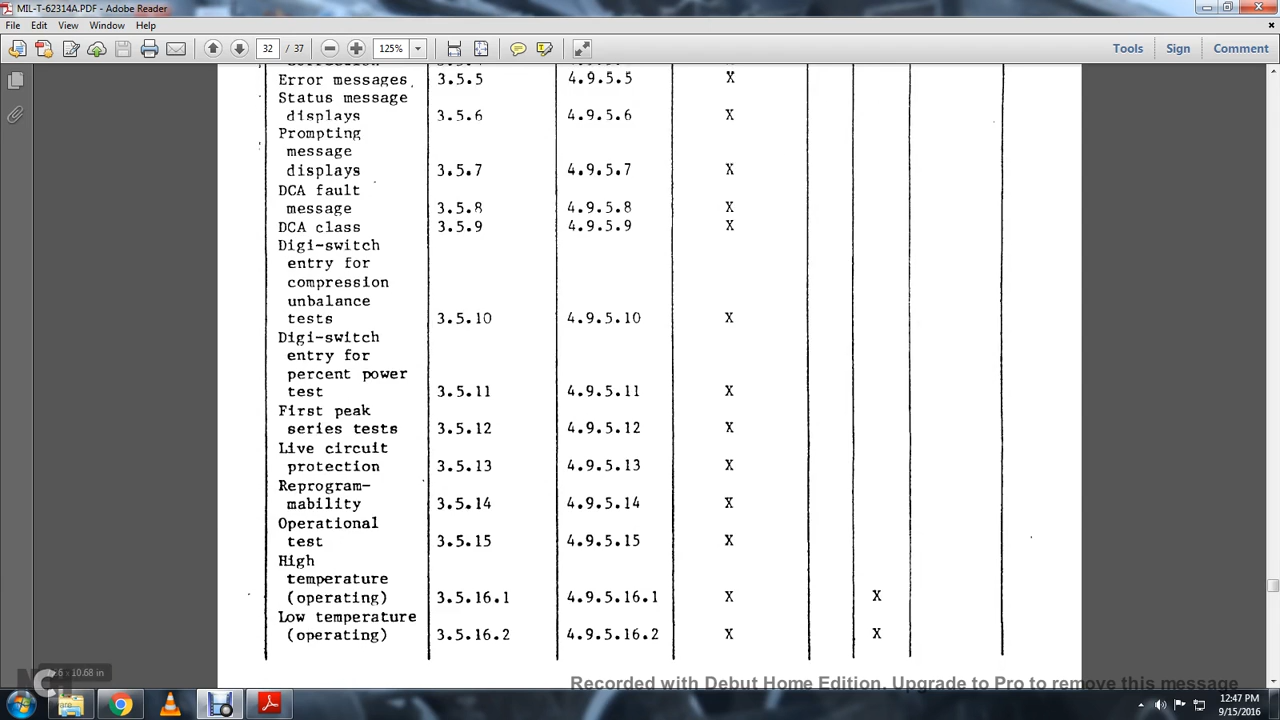 MIL-T-62314A.PDF - Adobe Reader
File Edit View Window Help
32 / 37 125% Tools Sign Comment
Error messages 3.5.5 4.9.5.5 X
Status message
displays 3.5.6 4.9.5.6 X
Prompting
message
displays 3.5.7 4.9.5.7 X
DCA fault
message 3.5.8 4.9.5.8 X
DCA class 3.5.9 4.9.5.9 X
Digi-switch
entry for
compression
unbalance
tests 3.5.10 4.9.5.10 X
Digi-switch
entry for
percent power
test 3.5.11 4.9.5.11 X
First peak
series tests 3.5.12 4.9.5.12 X
Live circuit
protection 3.5.13 4.9.5.13 X
Reprogram-
mability 3.5.14 4.9.5.14 X
Operational
test 3.5.15 4.9.5.15 X
High
temperature
(operating) 3.5.16.1 4.9.5.16.1 X X
Low temperature
(operating) 3.5.16.2 4.9.5.16.2 X X
x 10.68 in
Recorded with Debut Home Edition. Upgrade to Pro to remove this message
12:47 PM
9/15/2016